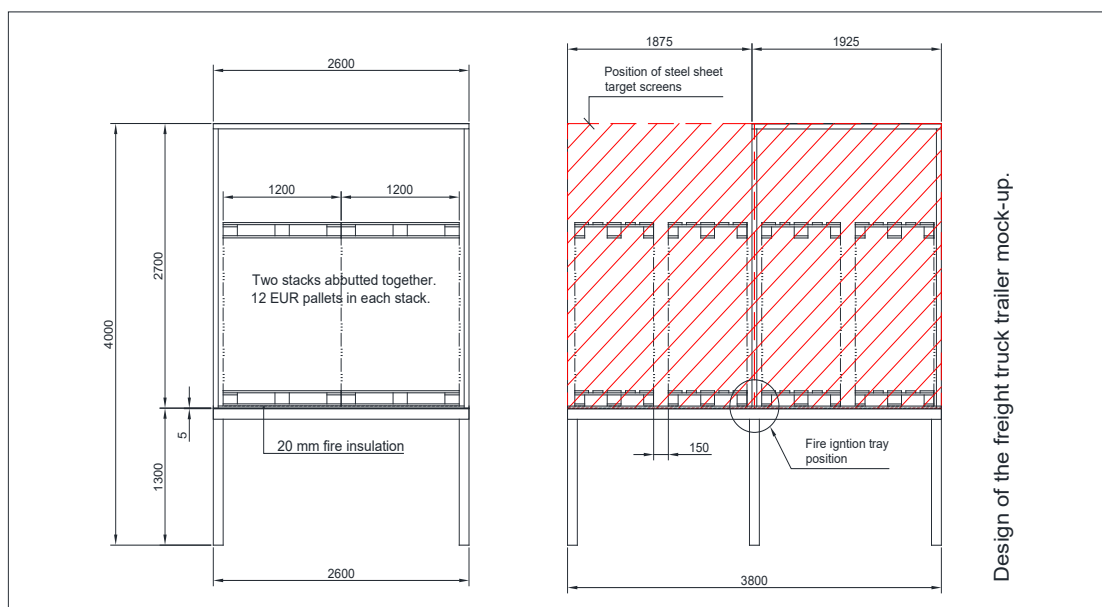 1875
1925
2600
Position of steel sheet
target screens
1200
1200
2700
4000
Two stacks abbutted together.
12 EUR pallets in each stack.
5
20 mm fire insulation
150
Fire igntion tray
position
1300
2600
3800
Design of the freight truck trailer mock-up.